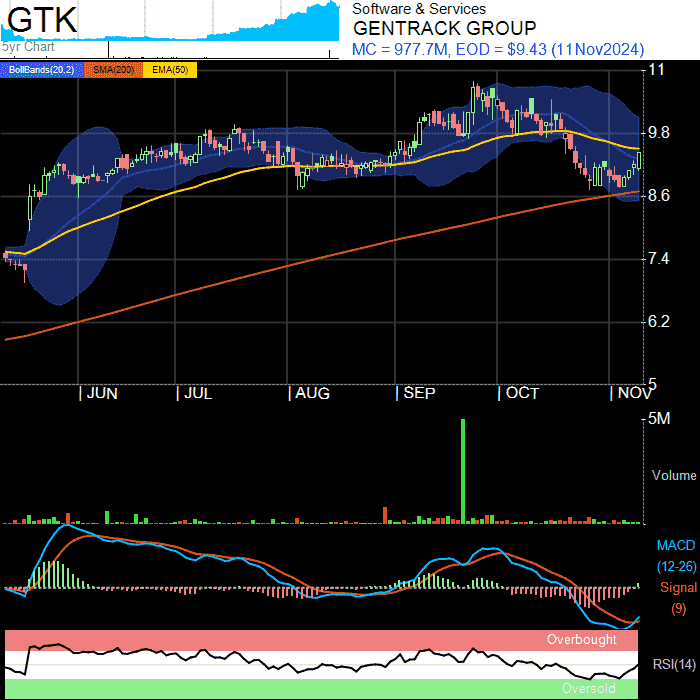 GTK
5yr Chart
Software & Services
GENTRACK GROUP
MC = 977.7M, EOD = $9.43 (11Nov2024)
BollBands(20,2) SMA(200) EMA(50)
11
9.8
8.6
7.4
6.2
5
JUN JUL AUG SEP OCT NOV
5M
Volume
MACD
(12-26)
Signal
(9)
Overbought
RSI(14)
Oversold